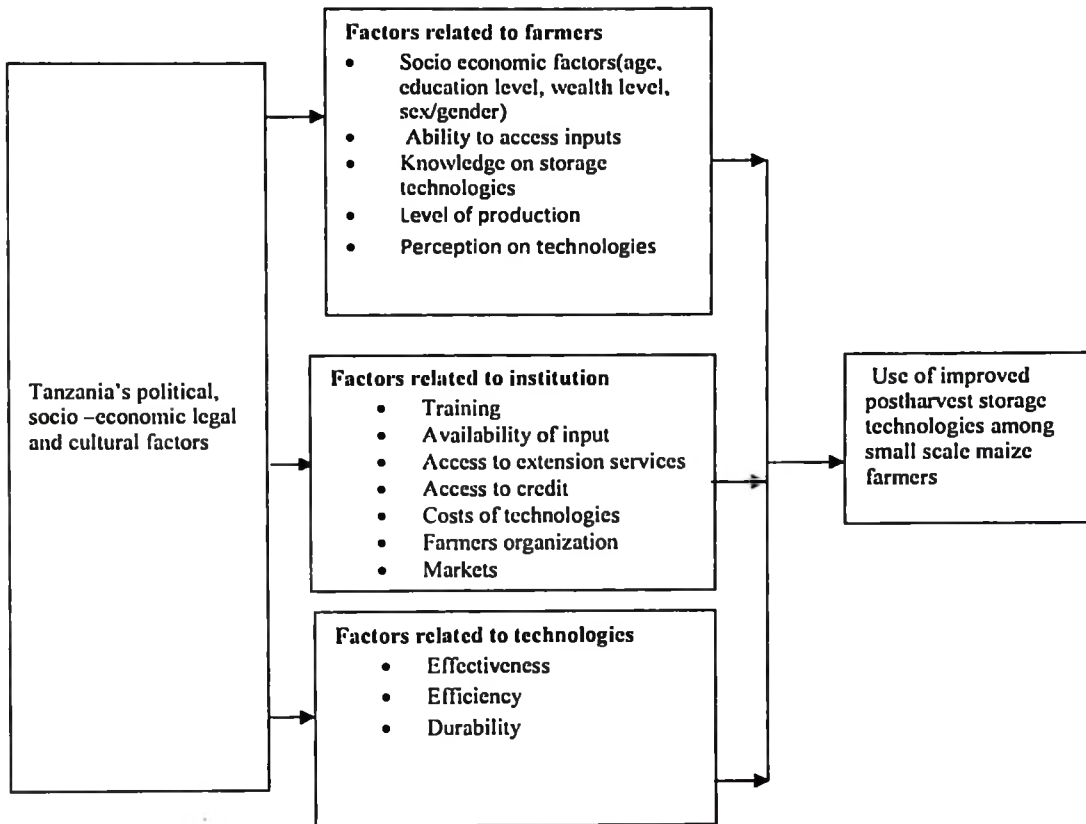 Factors related to farmers
• Socio economic factors(age,
education level, wealth level,
sex/gender)
• Ability to access inputs
• Knowledge on storage
technologies
• Level of production
• Perception on technologies
Tanzania's political,
socio –economic legal
and cultural factors
Factors related to institution
• Training
• Availability of input
• Access to extension services
• Access to credit
• Costs of technologies
• Farmers organization
• Markets
Factors related to technologies
• Effectiveness
• Efficiency
• Durability
Use of improved
postharvest storage
technologies among
small scale maize
farmers